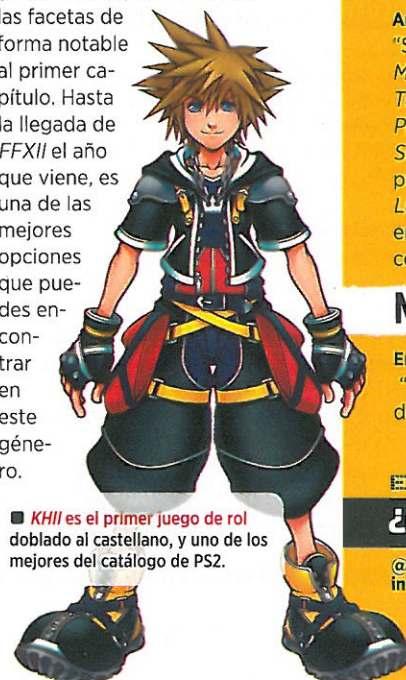 las facetas de
forma notable
al primer ca-
pítulo. Hasta
la llegada de
FFXII el año
que viene, es
una de las
mejores
opciones
que pue-
des en-
con-
trar
en
este
géne-
ro.
■ KHII es el primer juego de rol
doblado al castellano, y uno de los
mejores del catálogo de PS2.
A
"S
M
T
P
S
p
L
e
c
M
E
"
d
¿
@
in